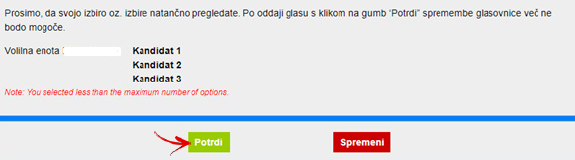 Prosimo, da svojo izbiro oz. izbire natančno pregledate. Po oddaji glasu s klikom na gumb "Potrdi" spremembe glasovnice več ne
bodo mogoče.
Volilna enota Kandidat 1
Kandidat 2
Kandidat 3
Note: You selected less than the maximum number of options.
Potrdi Spremeni